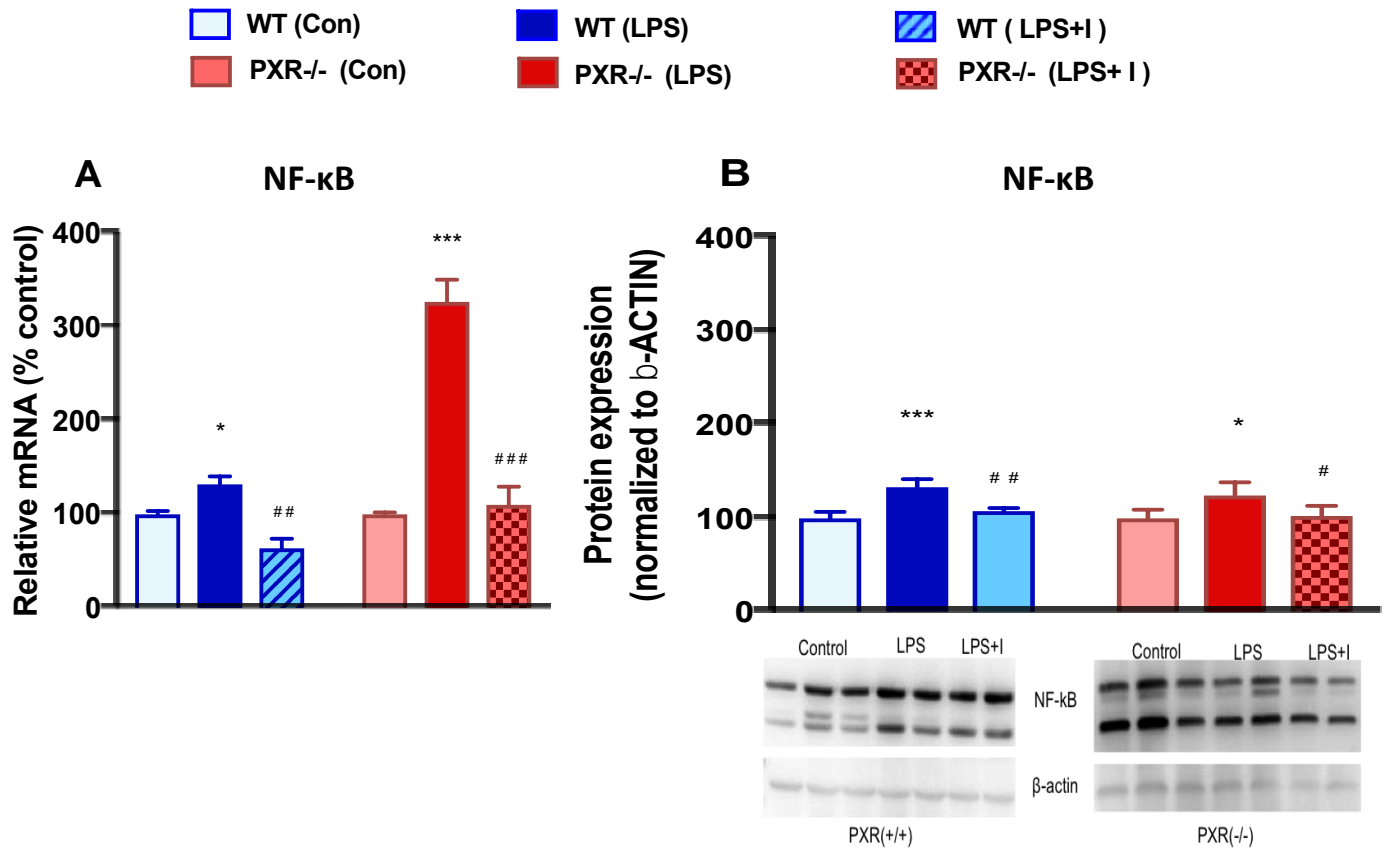 WT (Con)
WT (LPS)
WT ( LPS+I )
PXR-/- (Con)
PXR-/- (LPS)
PXR-/- (LPS+ I )
A
NF-κB
B
NF-κB
Relative mRNA (% control)
400
300
200
100
0
*
##
***
###
Protein expression
(normalized to b-ACTIN)
400
300
200
100
0
***
# #
*
#
Control LPS LPS+I
Control LPS LPS+I
NF-kB
β-actin
PXR(+/+)
PXR(-/-)